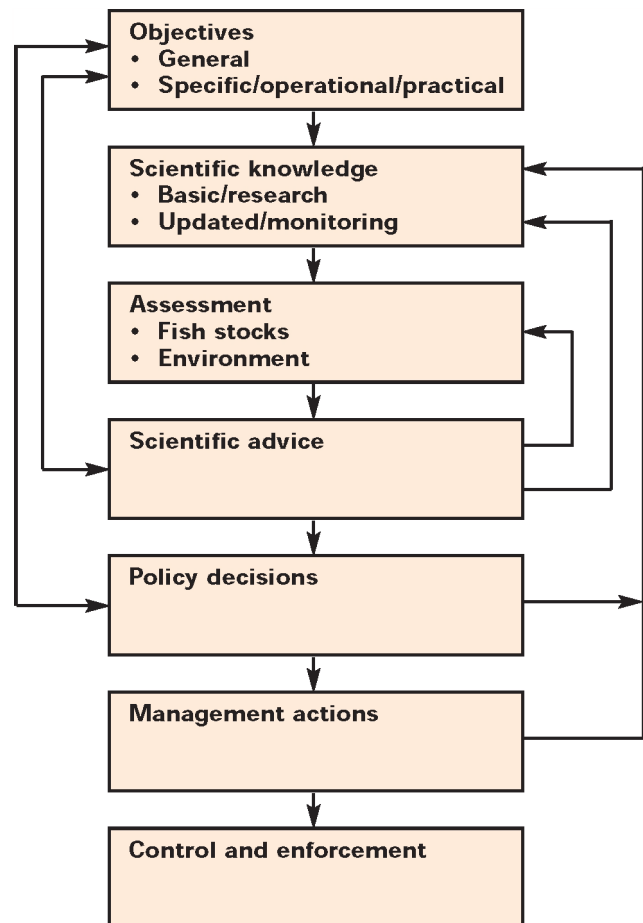 Objectives
• General
• Specific/operational/practical
Scientific knowledge
• Basic/research
• Updated/monitoring
Assessment
• Fish stocks
• Environment
Scientific advice
Policy decisions
Management actions
Control and enforcement